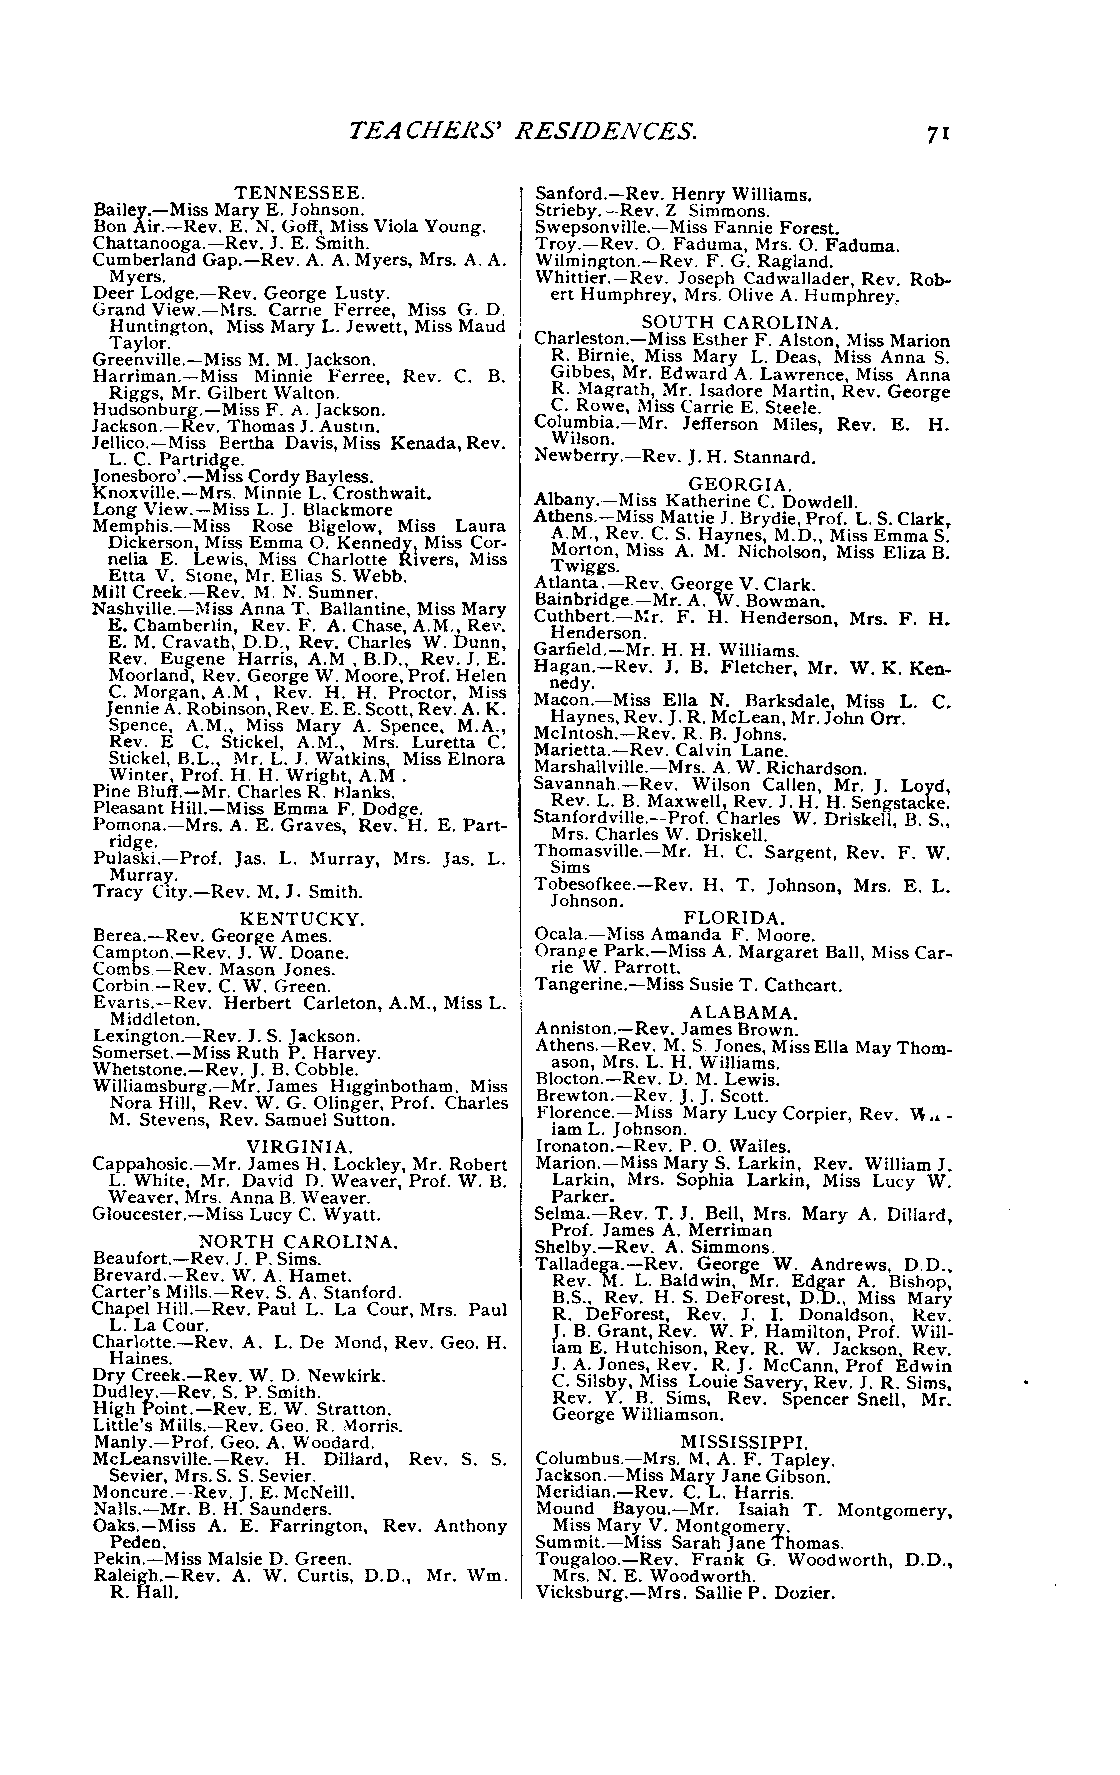 TEACHERS' RESIDENCES. 71
TENNESSEE.
Bailey.—Miss Mary E. Johnson.
Bon Air.—Rev. E. N. Goff, Miss Viola Young.
Chattanooga.—Rev. J. E. Smith.
Cumberland Gap.—Rev. A. A. Myers, Mrs. A. A.
Myers.
Deer Lodge.—Rev. George Lusty.
Grand View.—Mrs. Carrie Ferree, Miss G. D.
Huntington, Miss Mary L. Jewett, Miss Maud
Taylor.
Greenville.—Miss M. M. Jackson.
Harriman.—Miss Minnie Ferree, Rev. C. B.
Riggs, Mr. Gilbert Walton.
Hudsonburg.—Miss F. A. Jackson.
Jackson.—Rev. Thomas J. Austin.
Jellico.—Miss Bertha Davis, Miss Kenada, Rev.
L. C. Partridge.
Jonesboro'.—Miss Cordy Bayless.
Knoxville.—Mrs. Minnie L. Crosthwait.
Long View.—Miss L. J. Blackmore
Memphis.—Miss Rose Bigelow, Miss Laura
Dickerson, Miss Emma O. Kennedy, Miss Cor-
nelia E. Lewis, Miss Charlotte Rivers, Miss
Etta V. Stone, Mr. Elias S. Webb.
Mill Creek.—Rev. M. N. Sumner.
Nashville.—Miss Anna T. Ballantine, Miss Mary
E. Chamberlin, Rev. F. A. Chase, A.M., Rev.
E. M. Cravath, D.D., Rev. Charles W. Dunn,
Rev. Eugene Harris, A.M , B.D., Rev. J. E.
Moorland, Rev. George W. Moore, Prof. Helen
C. Morgan, A.M , Rev. H. H. Proctor, Miss
Jennie A. Robinson, Rev. E. E. Scott, Rev. A. K.
Spence, A.M., Miss Mary A. Spence, M.A.,
Rev. E C. Stickel, A.M., Mrs. Luretta C.
Stickel, B.L., Mr. L. J. Watkins, Miss Elnora
Winter, Prof. H. H. Wright, A.M .
Pine Bluff.—Mr. Charles R. Blanks.
Pleasant Hill.—Miss Emma F. Dodge.
Pomona.—Mrs. A. E. Graves, Rev. H. E. Part-
ridge.
Pulaski.—Prof. Jas. L. Murray, Mrs. Jas. L.
Murray.
Tracy City.—Rev. M. J. Smith.
KENTUCKY.
Berea.—Rev. George Ames.
Campton.—Rev. J. W. Doane.
Combs.—Rev. Mason Jones.
Corbin.—Rev. C. W. Green.
Evarts.—Rev. Herbert Carleton, A.M., Miss L.
Middleton.
Lexington.—Rev. J. S. Jackson.
Somerset.—Miss Ruth P. Harvey.
Whetstone.—Rev. J. B. Cobble.
Williamsburg.—Mr. James Higginbotham, Miss
Nora Hill, Rev. W. G. Olinger, Prof. Charles
M. Stevens, Rev. Samuel Sutton.
VIRGINIA.
Cappahosic.—Mr. James H. Lockley, Mr. Robert
L. White, Mr. David D. Weaver, Prof. W. B.
Weaver, Mrs. Anna B. Weaver.
Gloucester.—Miss Lucy C. Wyatt.
NORTH CAROLINA.
Beaufort.—Rev. J. P. Sims.
Brevard.—Rev. W. A. Hamet.
Carter's Mills.—Rev. S. A. Stanford.
Chapel Hill.—Rev. Paul L. La Cour, Mrs. Paul
L. La Cour.
Charlotte.—Rev. A. L. De Mond, Rev. Geo. H.
Haines.
Dry Creek.—Rev. W. D. Newkirk.
Dudley.—Rev. S. P. Smith.
High Point.—Rev. E. W. Stratton.
Little's Mills.—Rev. Geo. R. Morris.
Manly.—Prof. Geo. A. Woodard.
McLeansville.—Rev. H. Dillard, Rev. S. S.
Sevier, Mrs. S. S. Sevier.
Moncure.—Rev. J. E. McNeill.
Nalls.—Mr. B. H. Saunders.
Oaks.—Miss A. E. Farrington, Rev. Anthony
Peden.
Pekin.—Miss Malsie D. Green.
Raleigh.—Rev. A. W. Curtis, D.D., Mr. Wm.
R. Hall.
Sanford.—Rev. Henry Williams.
Strieby.—Rev. Z Simmons.
Swepsonville.—Miss Fannie Forest.
Troy.—Rev. O. Faduma, Mrs. O. Faduma.
Wilmington.—Rev. F. G. Ragland.
Whittier.—Rev. Joseph Cadwallader, Rev. Rob-
ert Humphrey, Mrs. Olive A. Humphrey.
SOUTH CAROLINA.
Charleston.—Miss Esther F. Alston, Miss Marion
R. Birnie, Miss Mary L. Deas, Miss Anna S.
Gibbes, Mr. Edward A. Lawrence, Miss Anna
R. Magrath, Mr. Isadore Martin, Rev. George
C. Rowe, Miss Carrie E. Steele.
Columbia.—Mr. Jefferson Miles, Rev. E. H.
Wilson.
Newberry.—Rev. J. H. Stannard.
GEORGIA.
Albany.—Miss Katherine C. Dowdell.
Athens.—Miss Mattie J. Brydie, Prof. L. S. Clark,
A.M., Rev. C. S. Haynes, M.D., Miss Emma S.
Morton, Miss A. M. Nicholson, Miss Eliza B.
Twiggs.
Atlanta.—Rev. George V. Clark.
Bainbridge.—Mr. A. W. Bowman.
Cuthbert.—Mr. F. H. Henderson, Mrs. F. H.
Henderson.
Garfield.—Mr. H. H. Williams.
Hagan.—Rev. J. B. Fletcher, Mr. W. K. Ken-
nedy.
Macon.—Miss Ella N. Barksdale, Miss L. C.
Haynes, Rev. J. R. McLean, Mr. John Orr.
McIntosh.—Rev. R. B. Johns.
Marietta.—Rev. Calvin Lane.
Marshallville.—Mrs. A. W. Richardson.
Savannah.—Rev. Wilson Callen, Mr. J. Loyd,
Rev. L. B. Maxwell, Rev. J. H. H. Sengstacke.
Stanfordville.—Prof. Charles W. Driskell, B. S.,
Mrs. Charles W. Driskell.
Thomasville.—Mr. H. C. Sargent, Rev. F. W.
Sims
Tobesofkee.—Rev. H. T. Johnson, Mrs. E. L.
Johnson.
FLORIDA.
Ocala.—Miss Amanda F. Moore.
Orange Park.—Miss A. Margaret Ball, Miss Car-
rie W. Parrott.
Tangerine.—Miss Susie T. Cathcart.
ALABAMA.
Anniston.—Rev. James Brown.
Athens.—Rev. M. S Jones, Miss Ella May Thom-
ason, Mrs. L. H. Williams.
Blocton.—Rev. D. M. Lewis.
Brewton.—Rev. J. J. Scott.
Florence.—Miss Mary Lucy Corpier, Rev.
iam L. Johnson.
Ironaton.—Rev. P. O. Wailes.
Marion.—Miss Mary S. Larkin, Rev. William J.
Larkin, Mrs. Sophia Larkin, Miss Lucy W.
Parker.
Selma.—Rev. T. J. Bell, Mrs. Mary A. Dillard,
Prof. James A. Merriman
Shelby.—Rev. A. Simmons.
Talladega.—Rev. George W. Andrews, D.D.,
Rev. M. L. Baldwin, Mr. Edgar A. Bishop,
B.S., Rev. H. S. DeForest, D.D., Miss Mary
R. DeForest, Rev. J. I. Donaldson, Rev.
J. B. Grant, Rev. W. P. Hamilton, Prof. Will-
iam E. Hutchison, Rev. R. W. Jackson, Rev.
J. A. Jones, Rev. R. J. McCann, Prof Edwin
C. Silsby, Miss Louie Savery, Rev. J. R. Sims,
Rev. Y. B. Sims, Rev. Spencer Snell, Mr.
George Williamson.
MISSISSIPPI.
Columbus.—Mrs. M. A. F. Tapley.
Jackson.—Miss Mary Jane Gibson.
Meridian.—Rev. C. L. Harris.
Mound Bayou.—Mr. Isaiah T. Montgomery,
Miss Mary V. Montgomery.
Summit.—Miss Sarah Jane Thomas.
Tougaloo.—Rev. Frank G. Woodworth, D.D.,
Mrs. N. E. Woodworth.
Vicksburg.—Mrs. Sallie P. Dozier.